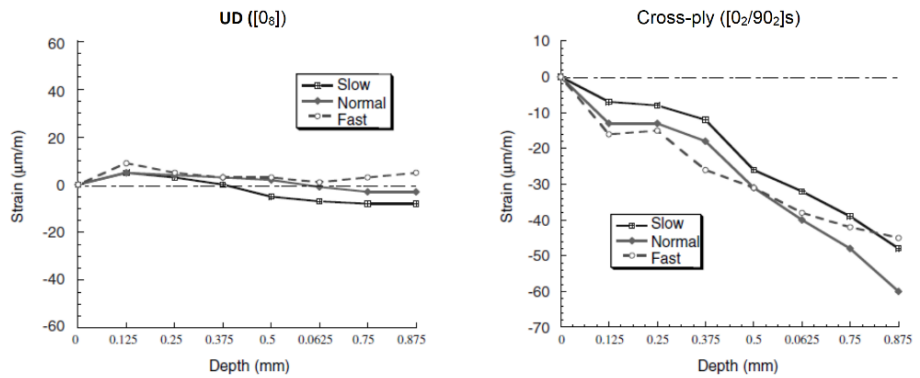 UD ([0₈])
60
40
20
0
-20
-40
-60
Strain (µm/m)
Slow
Normal
Fast
0 0.125 0.25 0.375 0.5 0.0625 0.75 0.875
Depth (mm)
Cross-ply ([0₂/90₂]s)
10
0
-10
-20
-30
-40
-50
-60
-70
Strain (µm/m)
Slow
Normal
Fast
0 0.125 0.25 0.375 0.5 0.0625 0.75 0.875
Depth (mm)